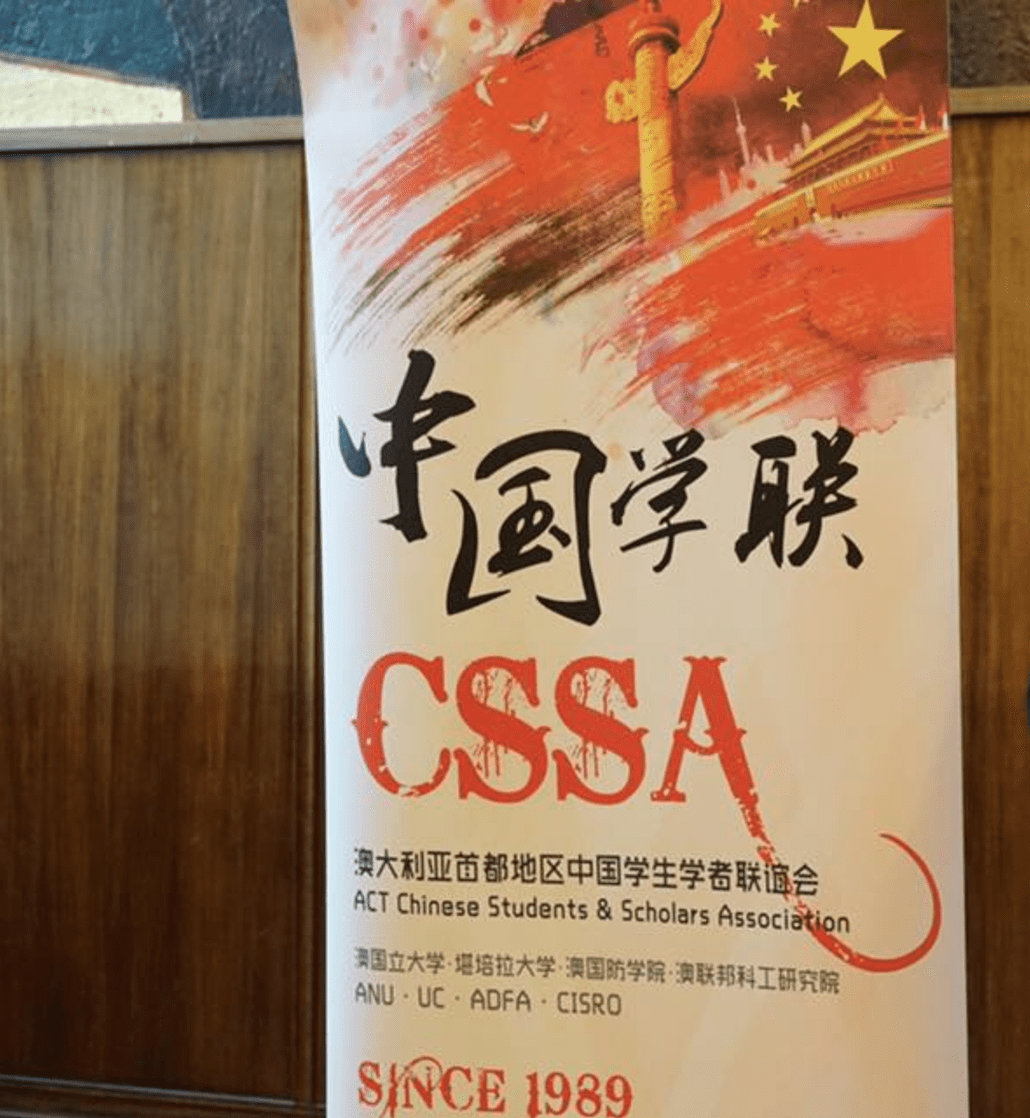 中国学联
CSSA
澳大利亚首都地区中国学生学者联谊会
ACT Chinese Students & Scholars Association
澳国立大学·堪培拉大学·澳国防学院·澳联邦科工研究院
ANU · UC · ADFA · CISRO
SINCE 1989